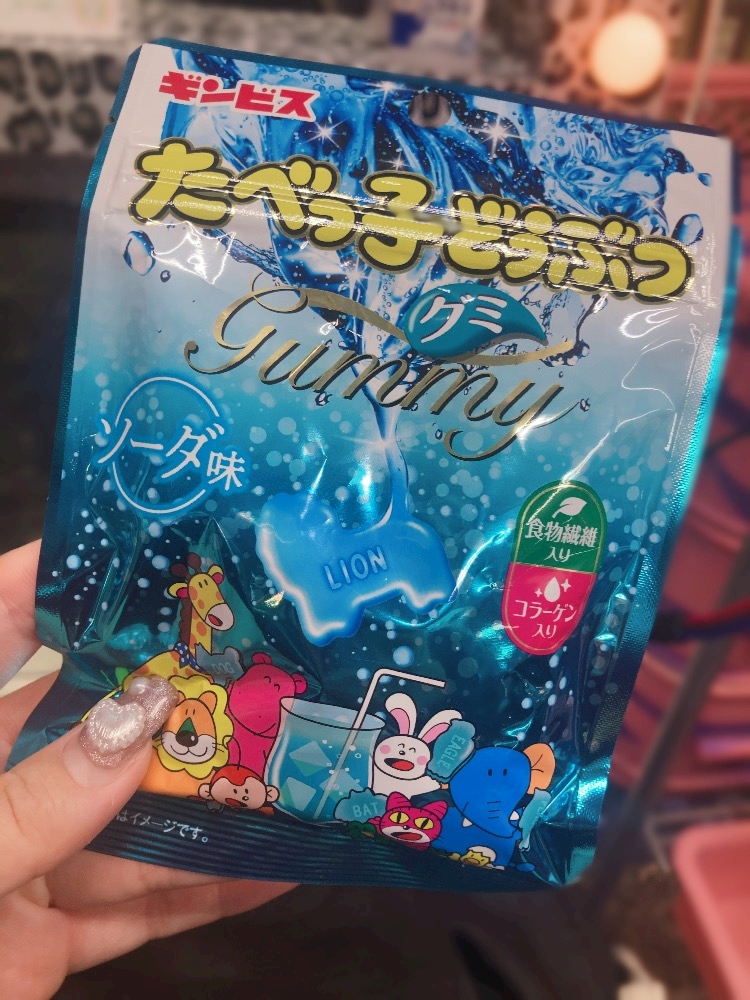 ギンビス
たべっ子どうぶつ
グミ
Gummy
ソーダ味
食物繊維
入り
コラーゲン
入り
LION
DOG
EAGLE
BAT
はイメージです。